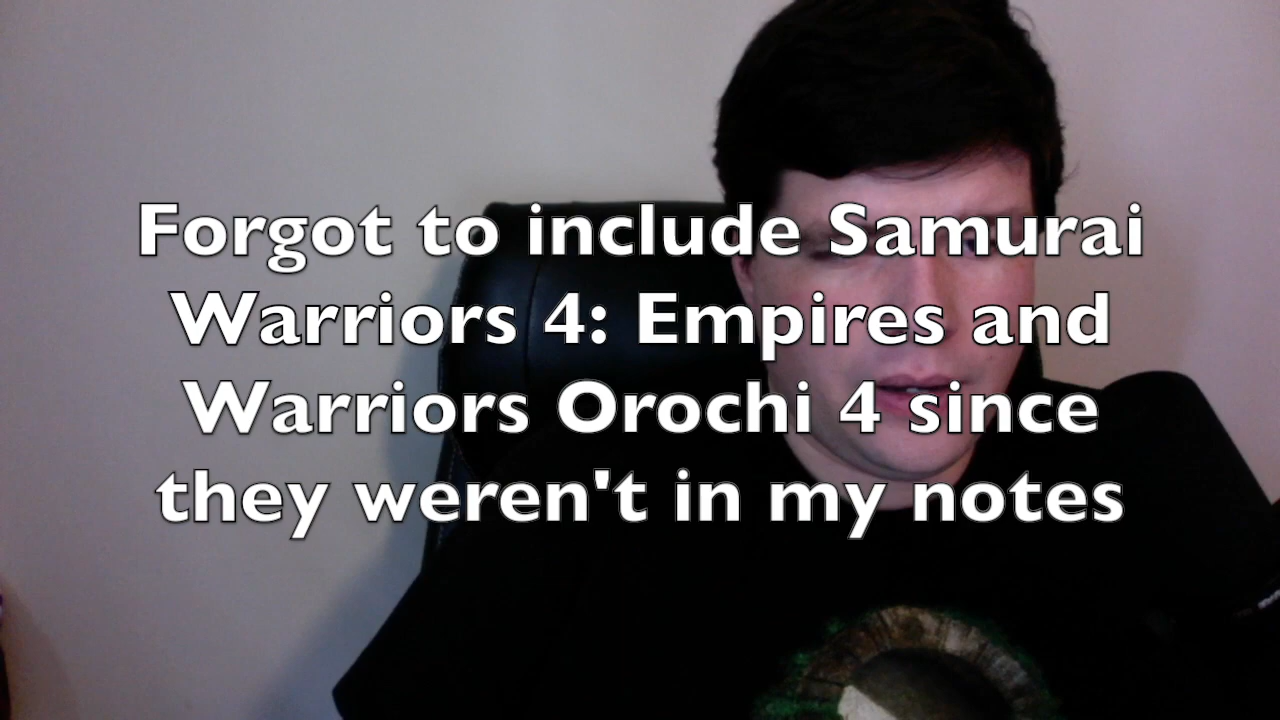 Forgot to include Samurai
Warriors 4: Empires and
Warriors Orochi 4 since
they weren't in my notes